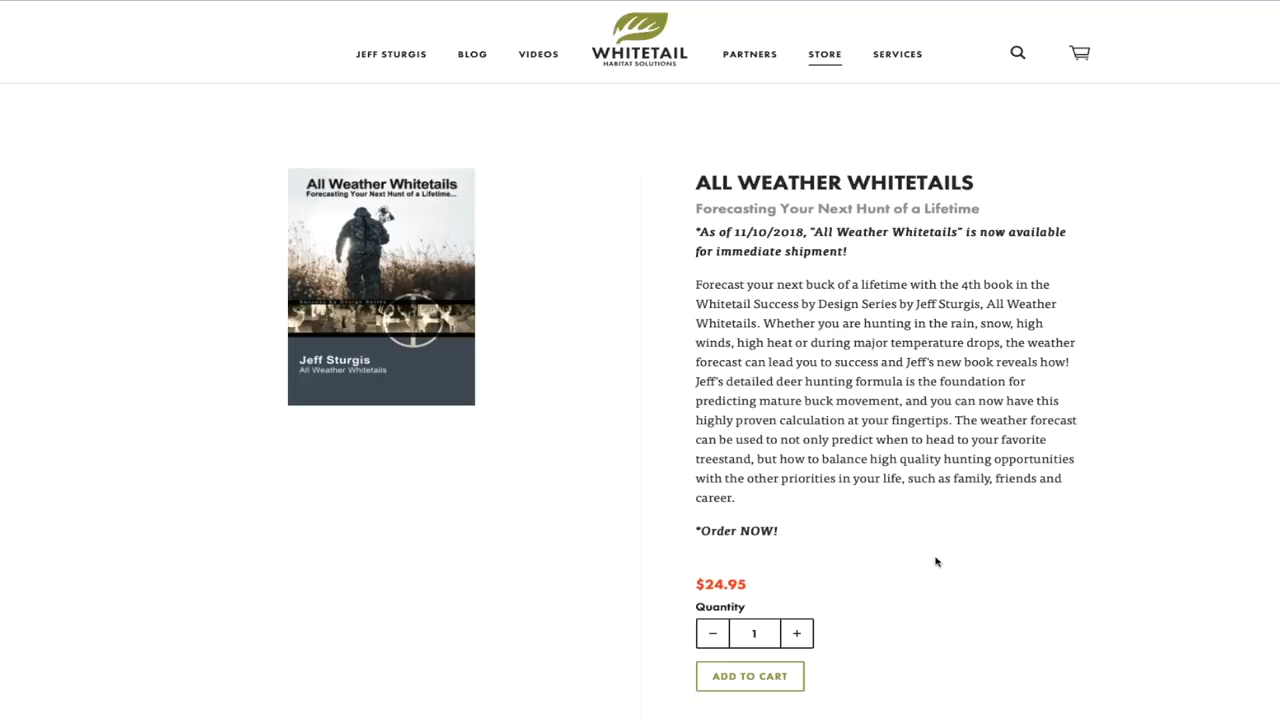 JEFF STURGIS BLOG VIDEOS WHITETAIL HABITAT SOLUTIONS PARTNERS STORE SERVICES
All Weather Whitetails
Forecasting Your Next Hunt of a Lifetime...
Success by Design Series
Jeff Sturgis
All Weather Whitetails
ALL WEATHER WHITETAILS
Forecasting Your Next Hunt of a Lifetime
*As of 11/10/2018, "All Weather Whitetails" is now available
for immediate shipment!
Forecast your next buck of a lifetime with the 4th book in the
Whitetail Success by Design Series by Jeff Sturgis, All Weather
Whitetails. Whether you are hunting in the rain, snow, high
winds, high heat or during major temperature drops, the weather
forecast can lead you to success and Jeff's new book reveals how!
Jeff's detailed deer hunting formula is the foundation for
predicting mature buck movement, and you can now have this
highly proven calculation at your fingertips. The weather forecast
can be used to not only predict when to head to your favorite
treestand, but how to balance high quality hunting opportunities
with the other priorities in your life, such as family, friends and
career.
*Order NOW!
$24.95
Quantity
− 1 +
ADD TO CART